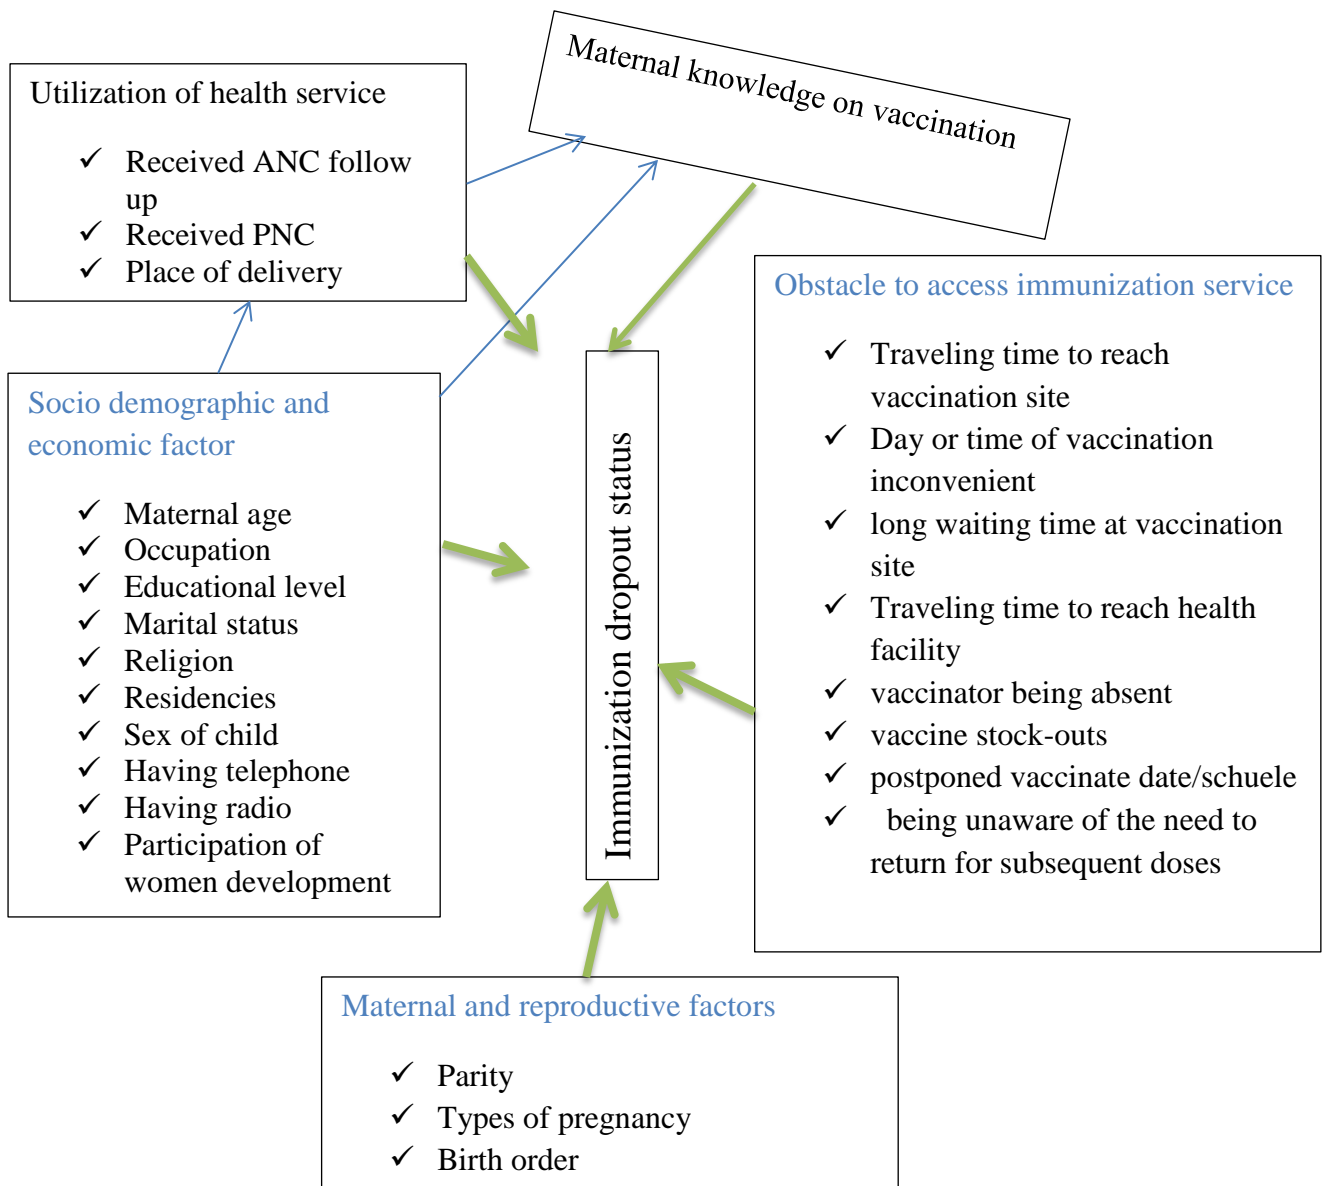 Maternal knowledge on vaccination
Utilization of health service
✓ Received ANC follow
up
✓ Received PNC
✓ Place of delivery
Socio demographic and
economic factor
✓ Maternal age
✓ Occupation
✓ Educational level
✓ Marital status
✓ Religion
✓ Residencies
✓ Sex of child
✓ Having telephone
✓ Having radio
✓ Participation of
women development
Immunization dropout status
Obstacle to access immunization service
✓ Traveling time to reach
vaccination site
✓ Day or time of vaccination
inconvenient
✓ long waiting time at vaccination
site
✓ Traveling time to reach health
facility
✓ vaccinator being absent
✓ vaccine stock-outs
✓ postponed vaccinate date/schuele
✓ being unaware of the need to
return for subsequent doses
Maternal and reproductive factors
✓ Parity
✓ Types of pregnancy
✓ Birth order